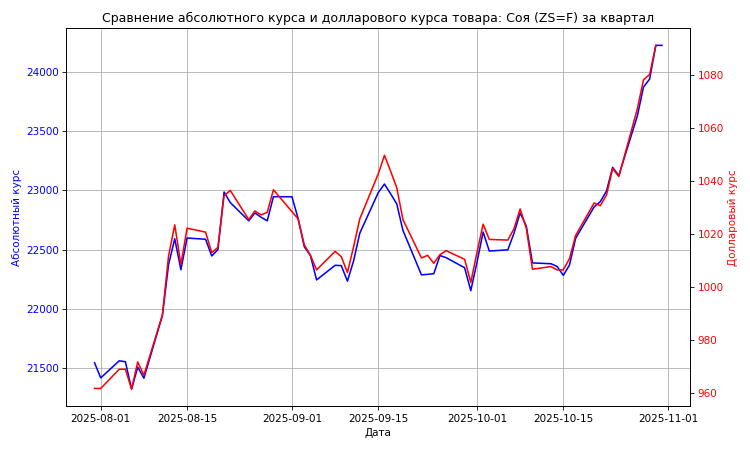 Сравнение абсолютного курса и долларового курса товара: Соя (ZS=F) за квартал
Абсолютный курс
24000
23500
23000
22500
22000
21500
1080
1060
1040
1020
1000
980
960
Долларовый курс
2025-08-01 2025-08-15 2025-09-01 2025-09-15 2025-10-01 2025-10-15 2025-11-01
Дата